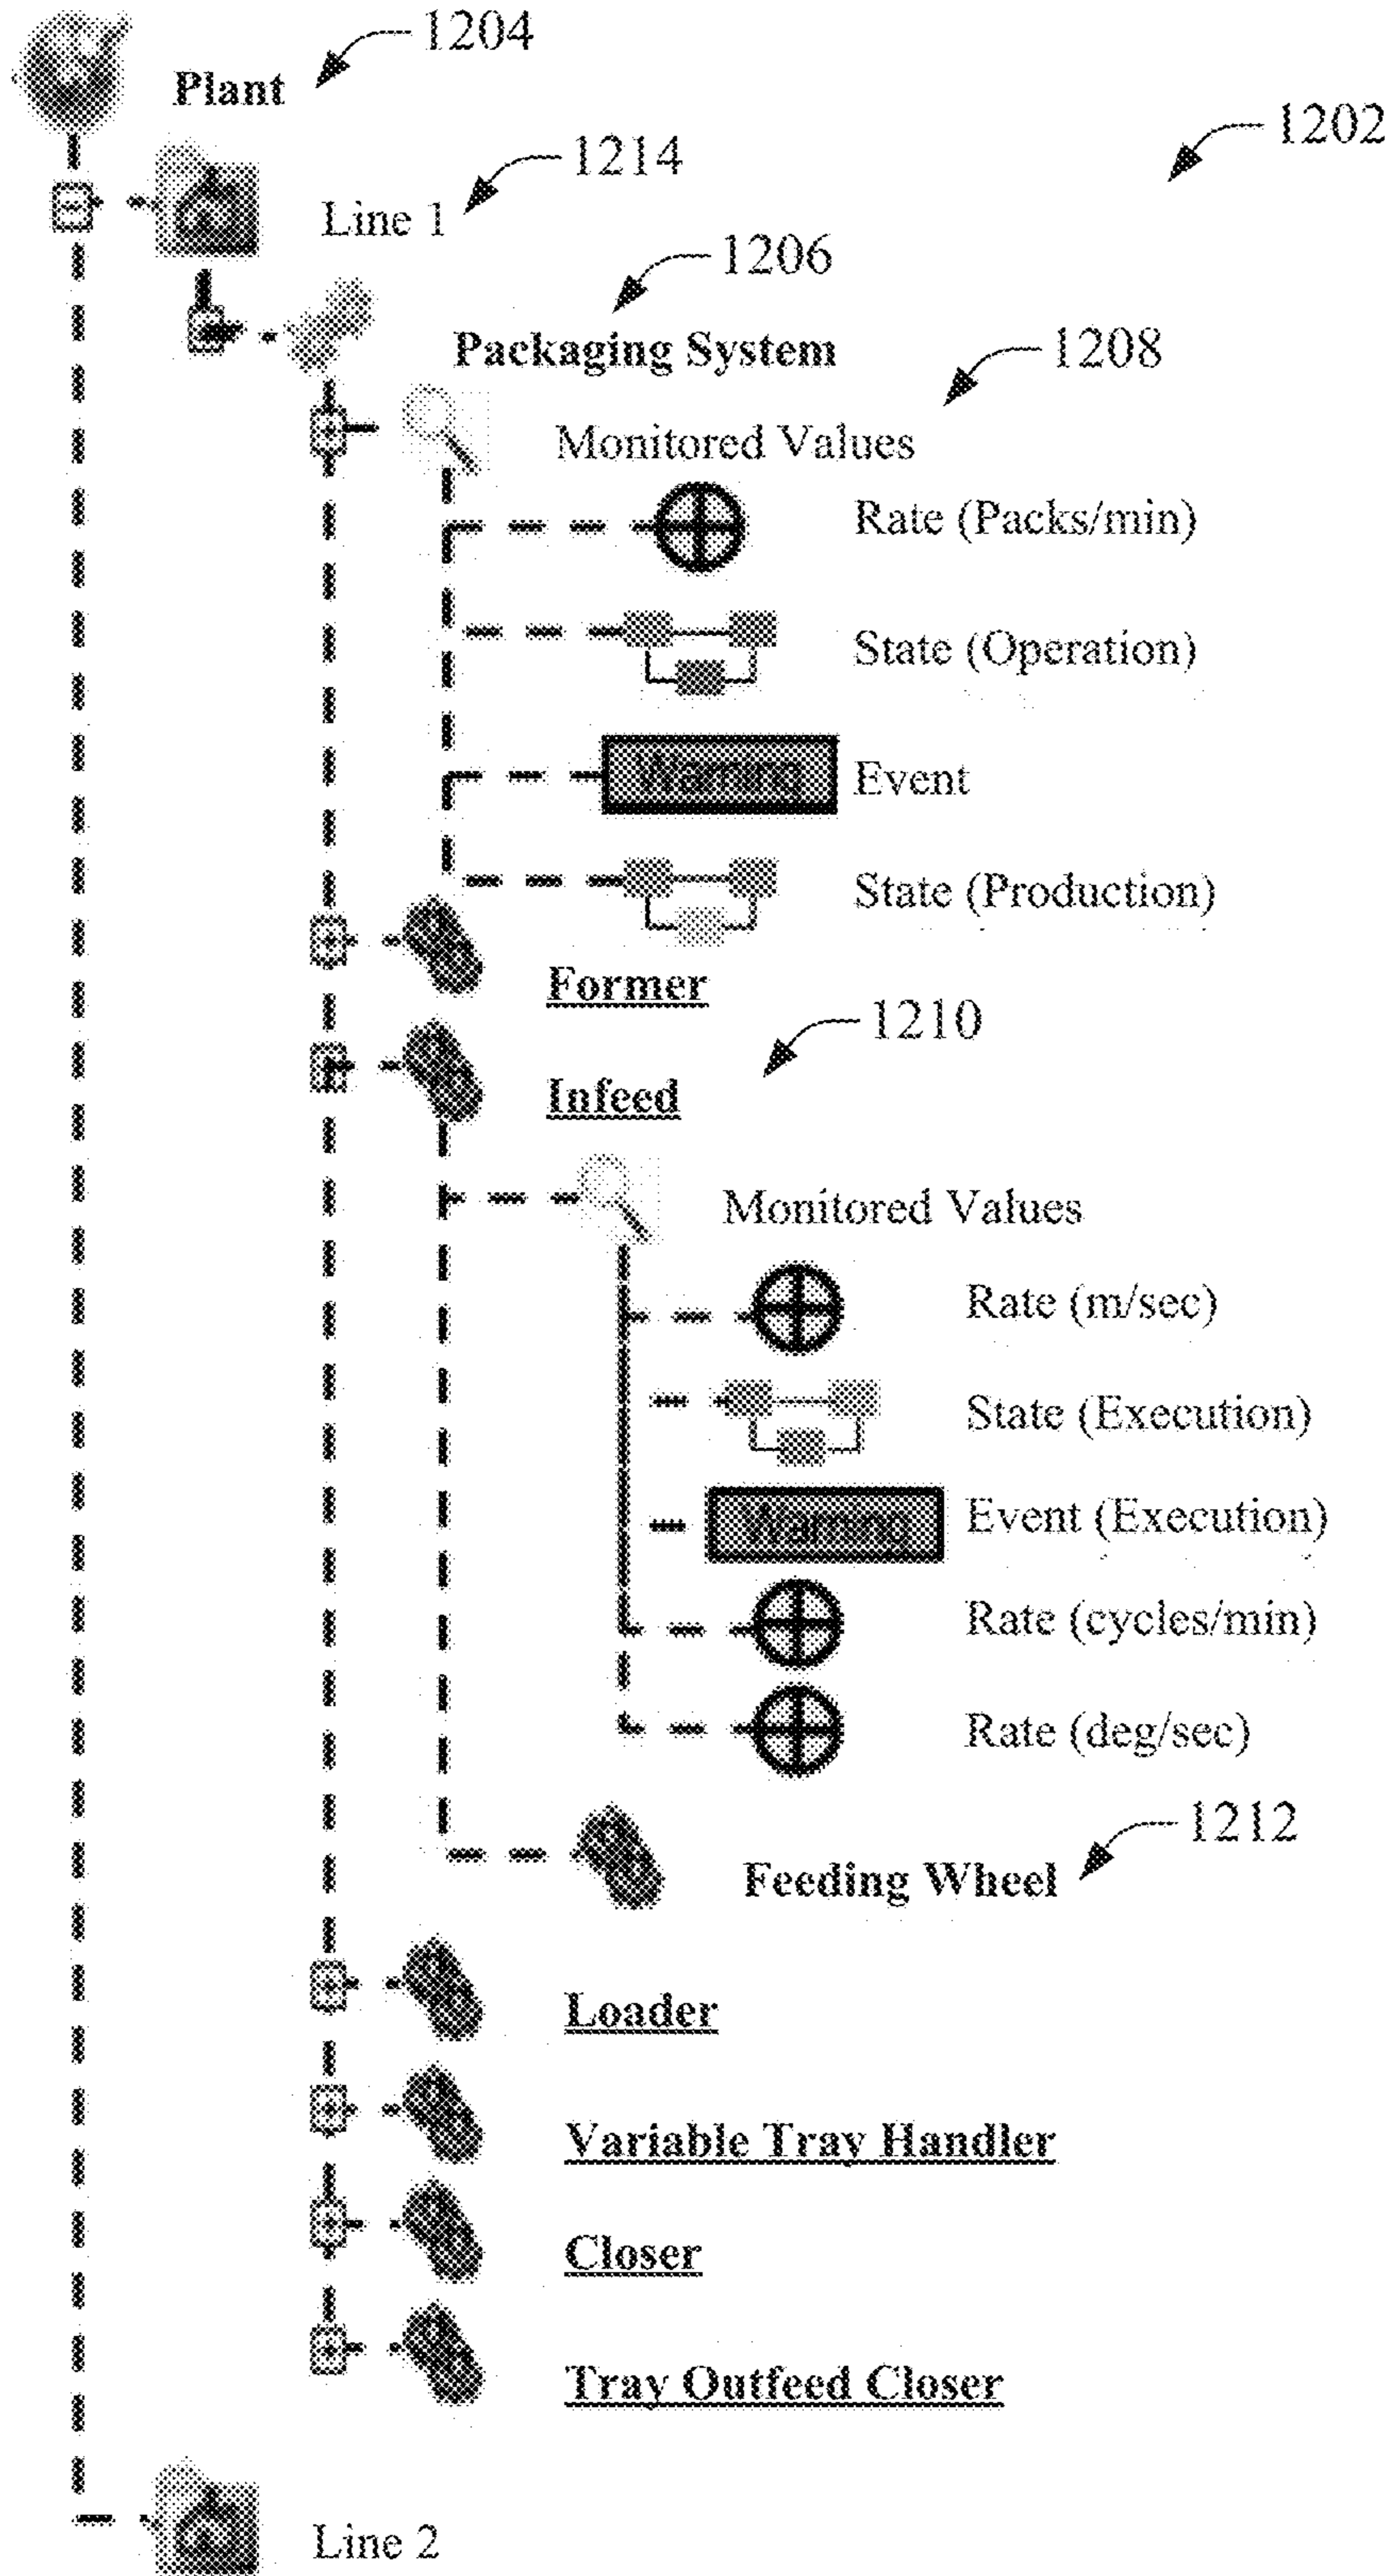 Plant 1204
1202
Line 1 1214
Packaging System 1206
Monitored Values 1208
Rate (Packs/min)
State (Operation)
Warning Event
State (Production)
Former
Infeed 1210
Monitored Values
Rate (m/sec)
State (Execution)
Warning Event (Execution)
Rate (cycles/min)
Rate (deg/sec)
Feeding Wheel 1212
Loader
Variable Tray Handler
Closer
Tray Outfeed Closer
Line 2